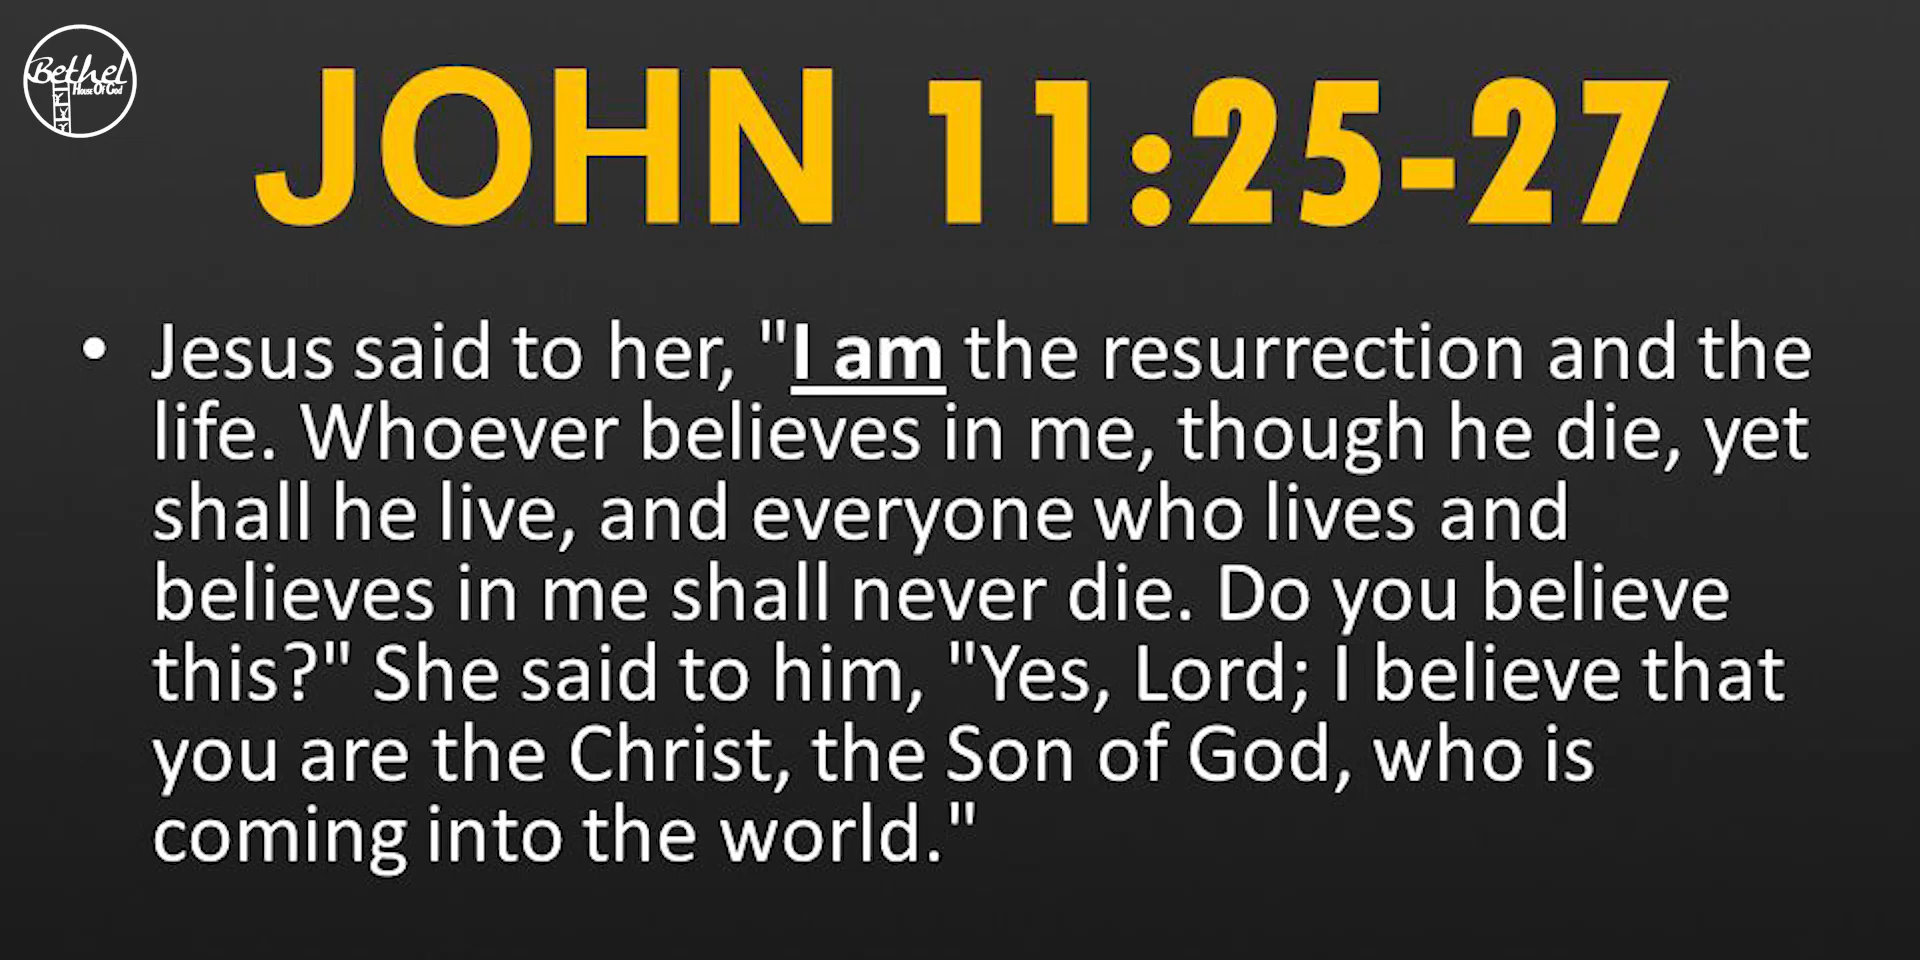 Bethel
House Of God
JOHN 11:25-27
• Jesus said to her, "I am the resurrection and the
life. Whoever believes in me, though he die, yet
shall he live, and everyone who lives and
believes in me shall never die. Do you believe
this?" She said to him, "Yes, Lord; I believe that
you are the Christ, the Son of God, who is
coming into the world."